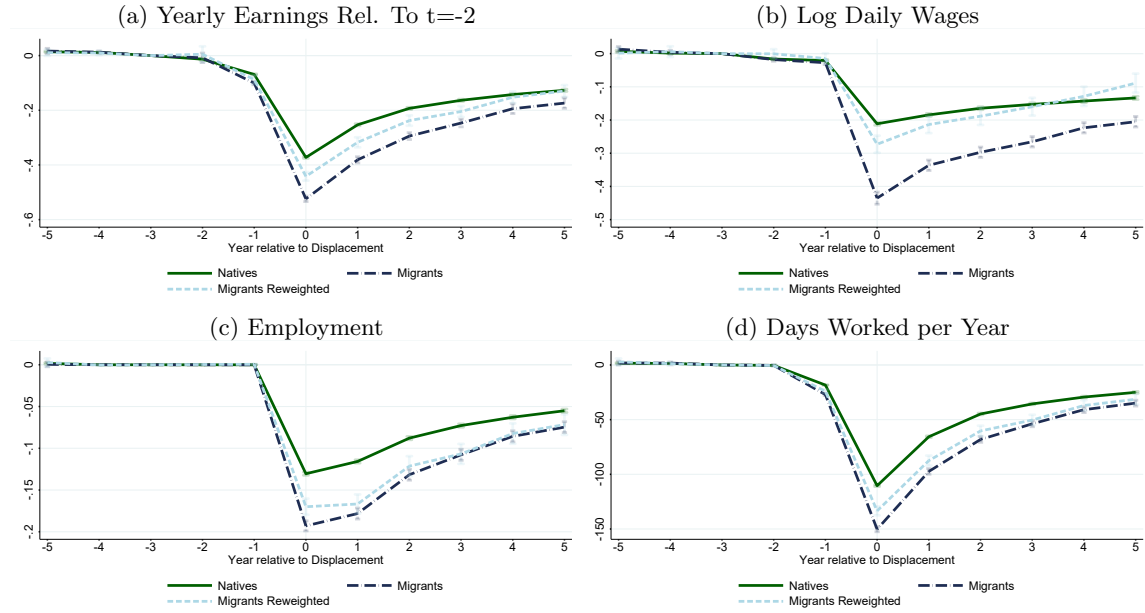 (a) Yearly Earnings Rel. To t=-2
0
-.2
-.4
-.6
-5 -4 -3 -2 -1 0 1 2 3 4 5
Year relative to Displacement
Natives Migrants
Migrants Reweighted
(b) Log Daily Wages
0
-.1
-.2
-.3
-.4
-.5
-5 -4 -3 -2 -1 0 1 2 3 4 5
Year relative to Displacement
Natives Migrants
Migrants Reweighted
(c) Employment
0
-.05
-.1
-.15
-.2
-5 -4 -3 -2 -1 0 1 2 3 4 5
Year relative to Displacement
Natives Migrants
Migrants Reweighted
(d) Days Worked per Year
0
-50
-100
-150
-5 -4 -3 -2 -1 0 1 2 3 4 5
Year relative to Displacement
Natives Migrants
Migrants Reweighted